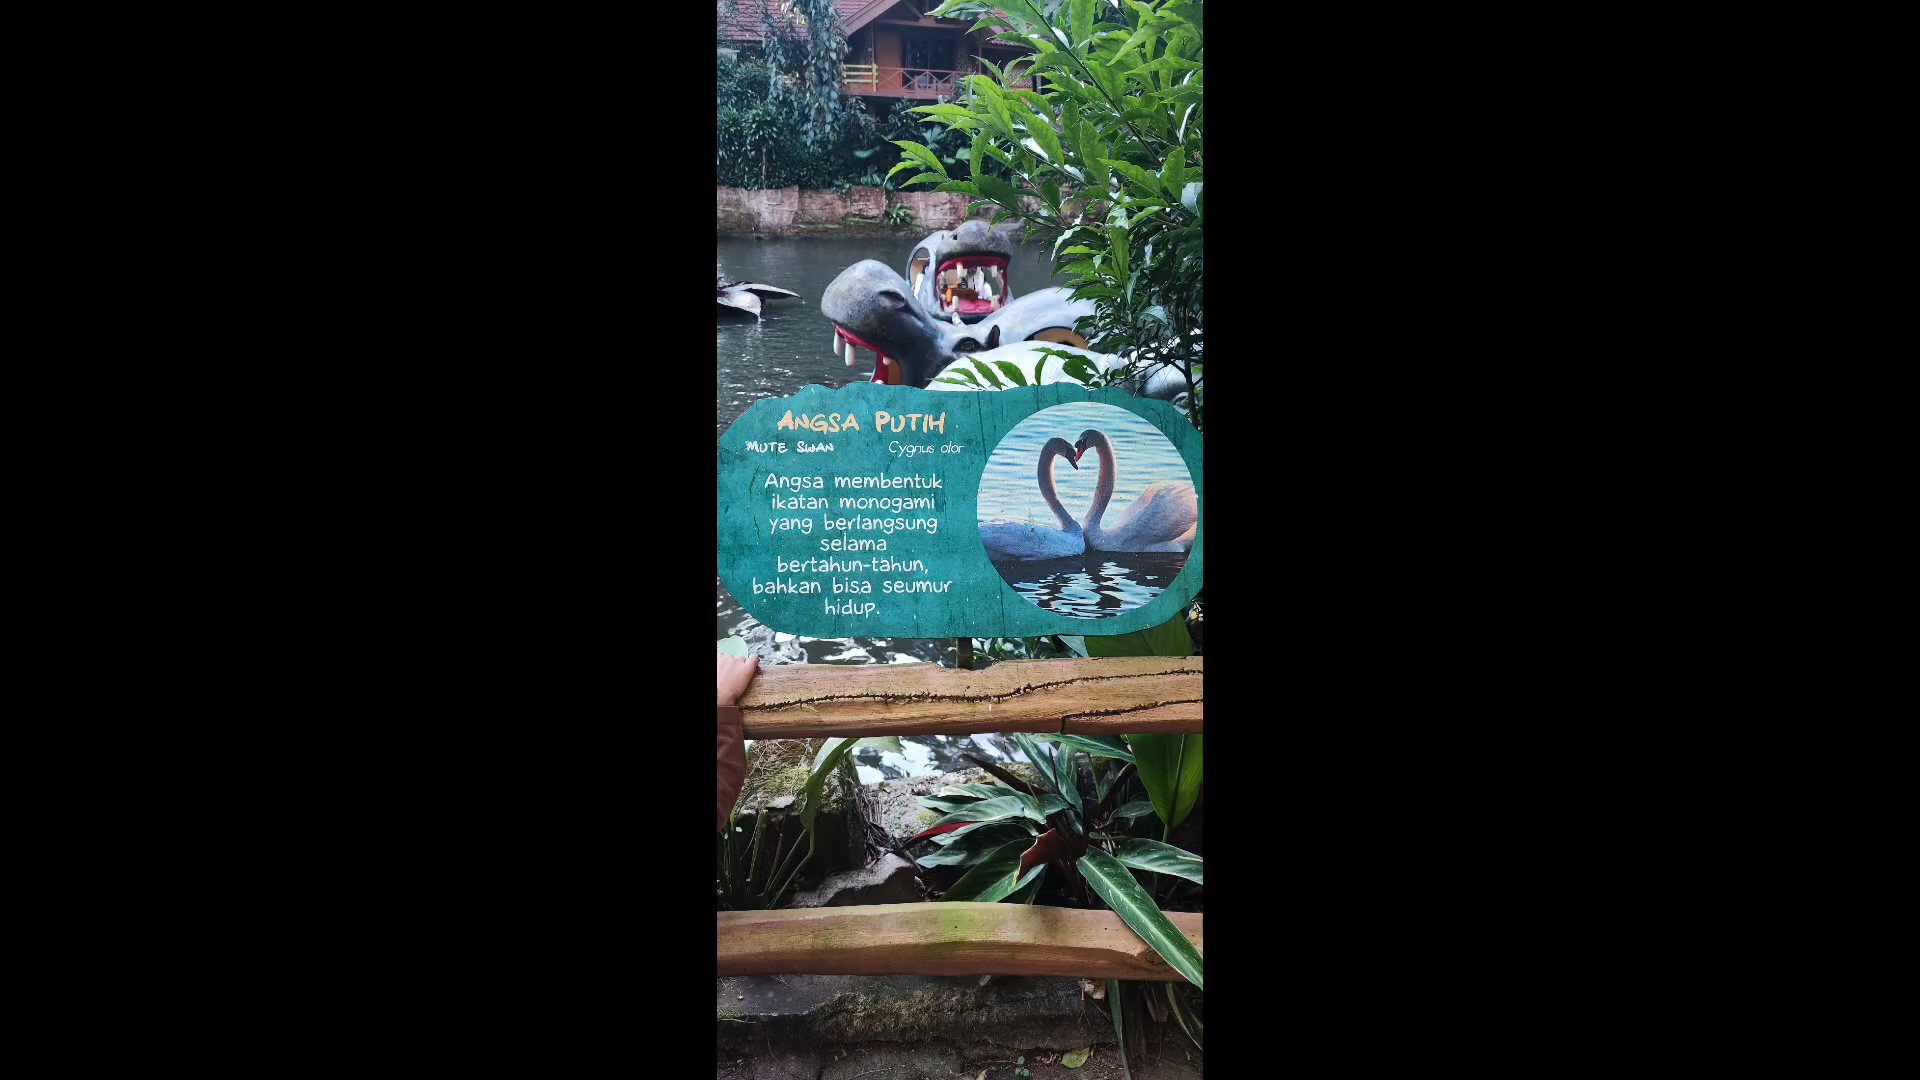 ANGSA PUTIH
MUTE SWAN Cygnus olor
Angsa membentuk
ikatan monogami
yang berlangsung
selama
bertahun-tahun,
bahkan bisa seumur
hidup.